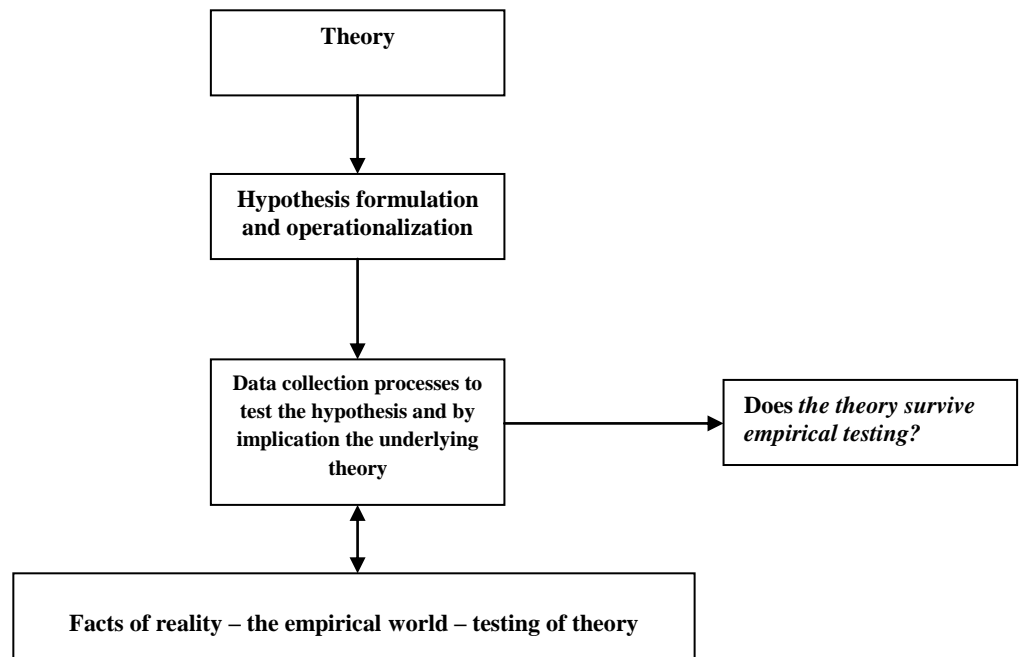 Theory
Hypothesis formulation
and operationalization
Data collection processes to
test the hypothesis and by
implication the underlying
theory
Does the theory survive
empirical testing?
Facts of reality – the empirical world – testing of theory